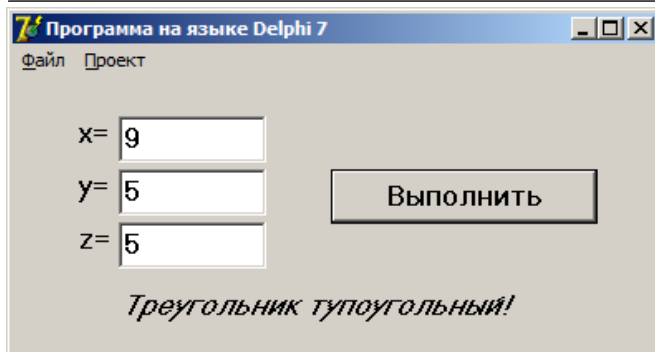 Программа на языке Delphi 7
Файл Проект
x= 9
y= 5
Выполнить
z= 5
Треугольник тупоугольный!